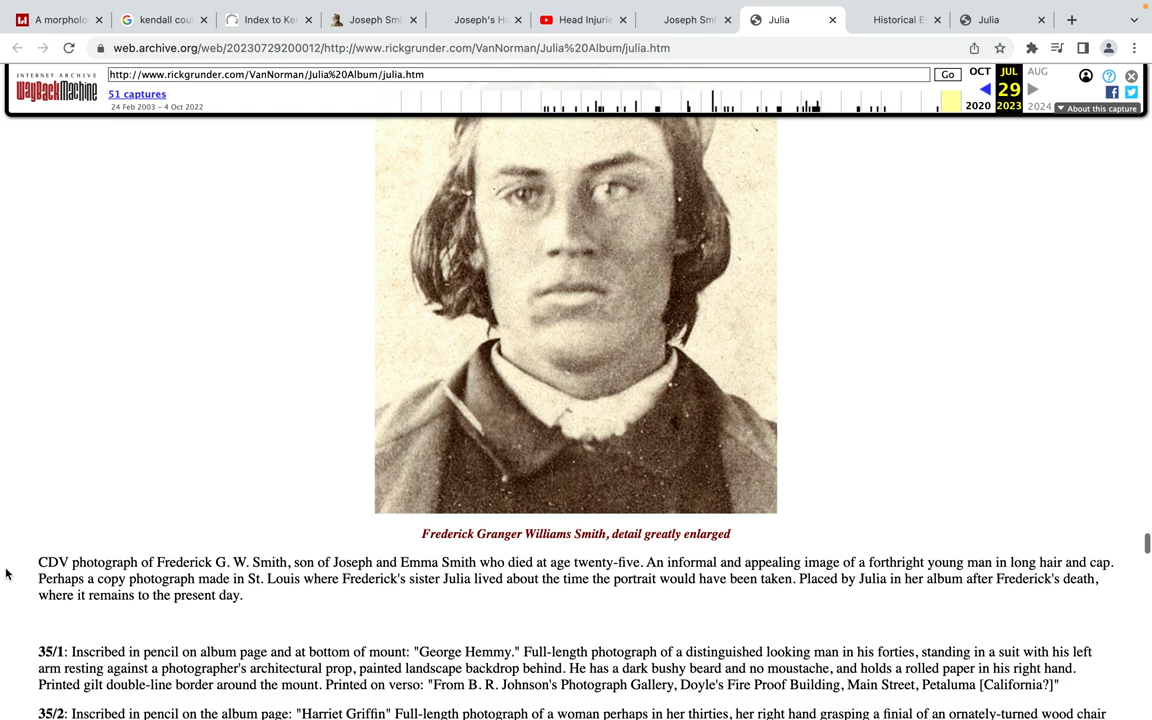 A morpholo
kendall cou
Index to Ke
Joseph Smi
Joseph's H
Head Injurie
Joseph Smi
Julia
Historical E
Julia
web.archive.org/web/20230729200012/http://www.rickgrunder.com/VanNorman/Julia%20Album/julia.htm
INTERNET ARCHIVE
WayBackMachine
http://www.rickgrunder.com/VanNorman/Julia%20Album/julia.htm
Go
OCT JUL AUG
51 captures
24 Feb 2003 – 4 Oct 2022
29
2020 2023 2024
About this capture
Frederick Granger Williams Smith, detail greatly enlarged
CDV photograph of Frederick G. W. Smith, son of Joseph and Emma Smith who died at age twenty-five. An informal and appealing image of a forthright young man in long hair and cap.
Perhaps a copy photograph made in St. Louis where Frederick's sister Julia lived about the time the portrait would have been taken. Placed by Julia in her album after Frederick's death,
where it remains to the present day.
35/1: Inscribed in pencil on album page and at bottom of mount: "George Hemmy." Full-length photograph of a distinguished looking man in his forties, standing in a suit with his left
arm resting against a photographer's architectural prop, painted landscape backdrop behind. He has a dark bushy beard and no moustache, and holds a rolled paper in his right hand.
Printed gilt double-line border around the mount. Printed on verso: "From B. R. Johnson's Photograph Gallery, Doyle's Fire Proof Building, Main Street, Petaluma [California?]"
35/2: Inscribed in pencil on the album page: "Harriet Griffin" Full-length photograph of a woman perhaps in her thirties, her right hand grasping a finial of an ornately-turned wood chair